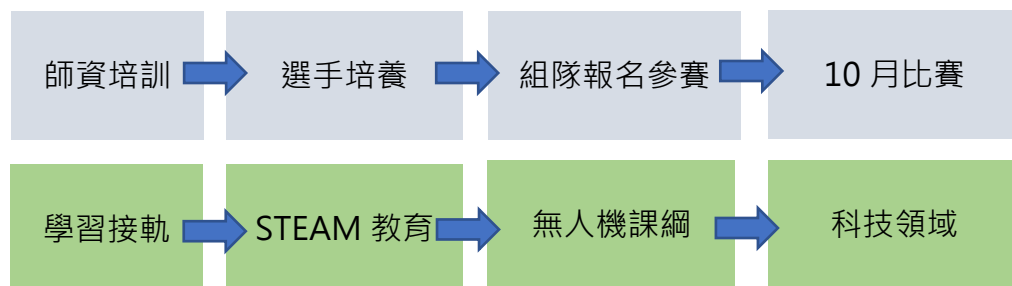 師資培訓
選手培養
組隊報名參賽
10 月比賽
學習接軌
STEAM 教育
無人機課綱
科技領域